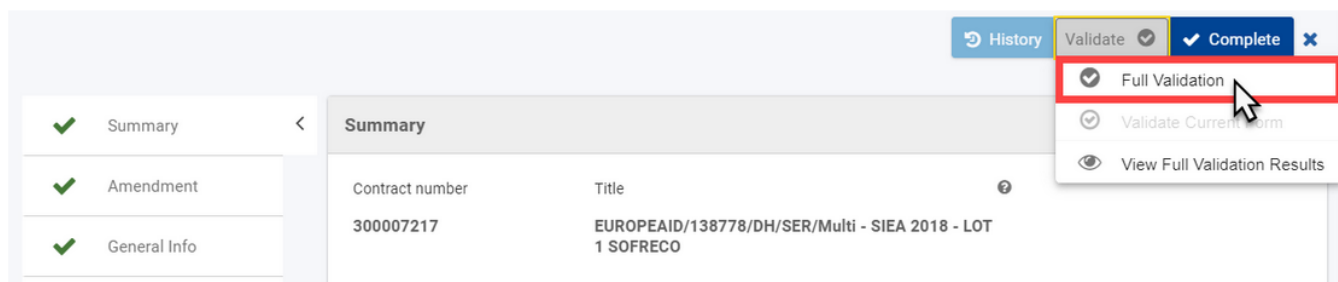 History Validate Complete
Full Validation
Validate Current Form
View Full Validation Results
Summary
Amendment
General Info
Summary
Contract number Title
300007217 EUROPEAID/138778/DH/SER/Multi - SIEA 2018 - LOT
1 SOFRECO